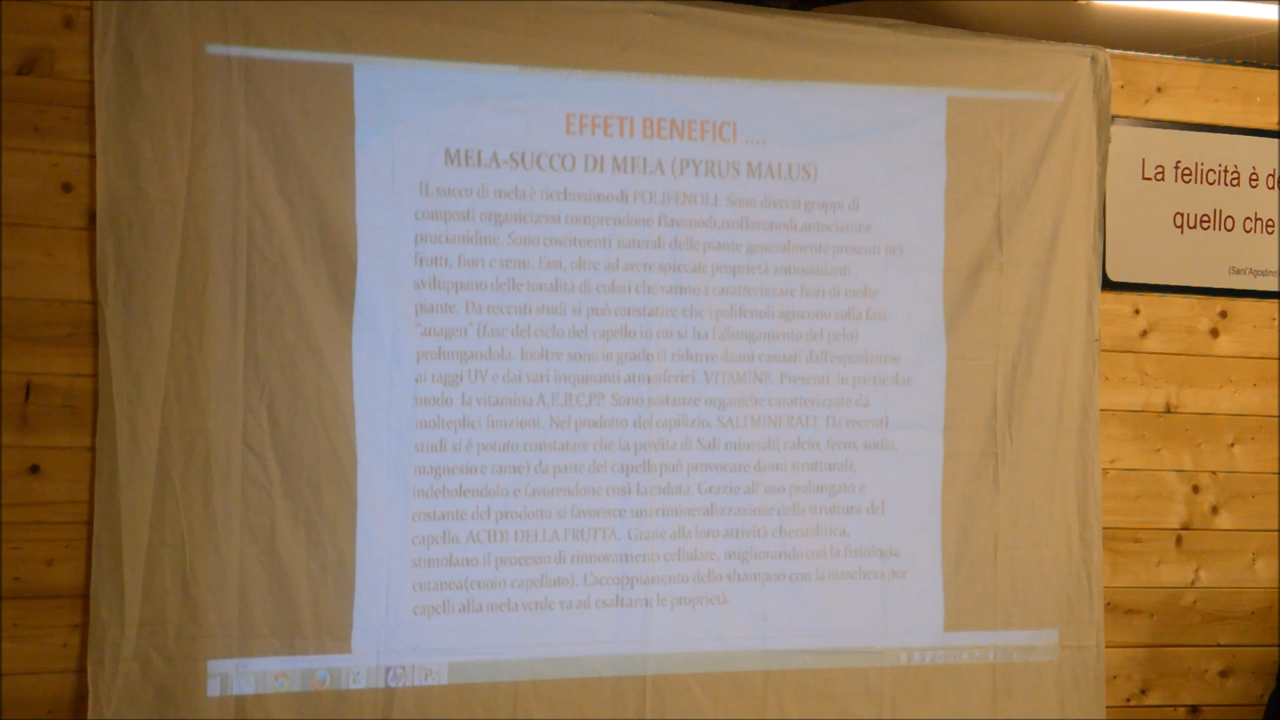 EFFETI BENEFICI ....
MELA-SUCCO DI MELA (PYRUS MALUS)
IL succo di mela è ricchissimo di POLIFENOLI. Sono diversi gruppi di
composti organici;essi comprendone flavonodi,isoflavonodi,antociani e
procianidine. Sono costituenti naturali delle piante generalmente presenti nei
frutti, fiori e semi. Essi, oltre ad avere spiccate proprietà antiossidanti ,
sviluppano delle tonalità di colori che vanno a caratterizzare fiori di molte
piante. Da recenti studi si può constatare che i polifenoli agiscono sulla fase
"anagen" (fase del ciclo del capello in cui si ha l'allungamento del pelo)
prolungandola. Inoltre sono in grado di ridurre danni causati dall'esposizione
ai raggi UV e dai vari inquinanti atmosferici. VITAMINE. Presenti in particolar
modo la vitamina A,E,B,C,PP. Sono sostanze organiche caratterizzate da
molteplici funzioni. Nel prodotto del capilizio. SALI MINERALI. Da recenti
studi si è potuto constatare che la perdita di Sali minerali( calcio, ferro, sodio,
magnesio e rame) da parte del capello può provocare danni strutturali,
indebolendolo e favorendone così la caduta. Grazie all'uso prolungato e
costante del prodotto si favorisce una rimineralizzazione della struttura del
capello. ACIDI DELLA FRUTTA. Grazie alla loro attività cheratolitica,
stimolano il processo di rinnovamento cellulare, migliorando così la fisiologia
cutanea(cuoio capelluto). L'accoppiamento dello shampoo con la maschera per
capelli alla mela verde va ad esaltarne le proprietà.
La felicità è
quello che
(Sant'Agostino